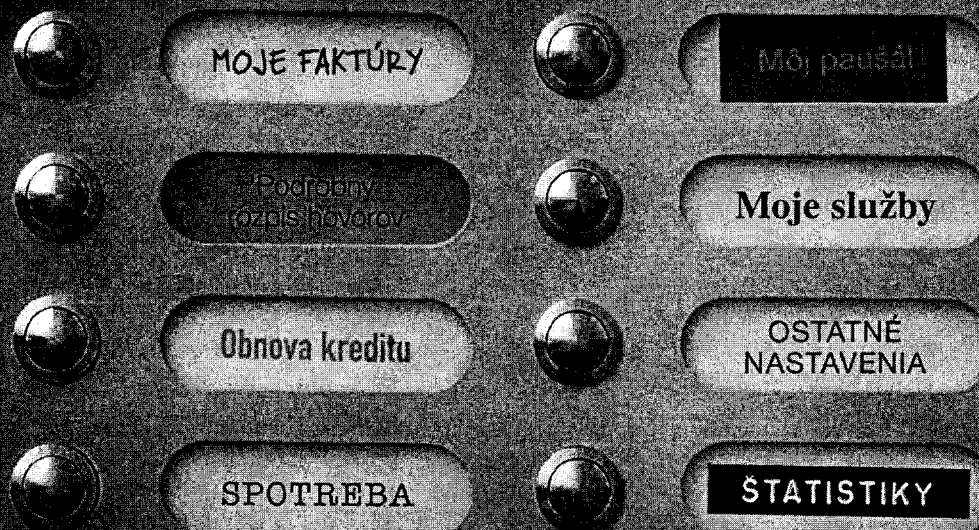 MOJE FAKTÚRY
Môj paušál
Podrobný
rozpis hovorov
Moje služby
Obnova kreditu
OSTATNÉ
NASTAVENIA
SPOTREBA
ŠTATISTIKY